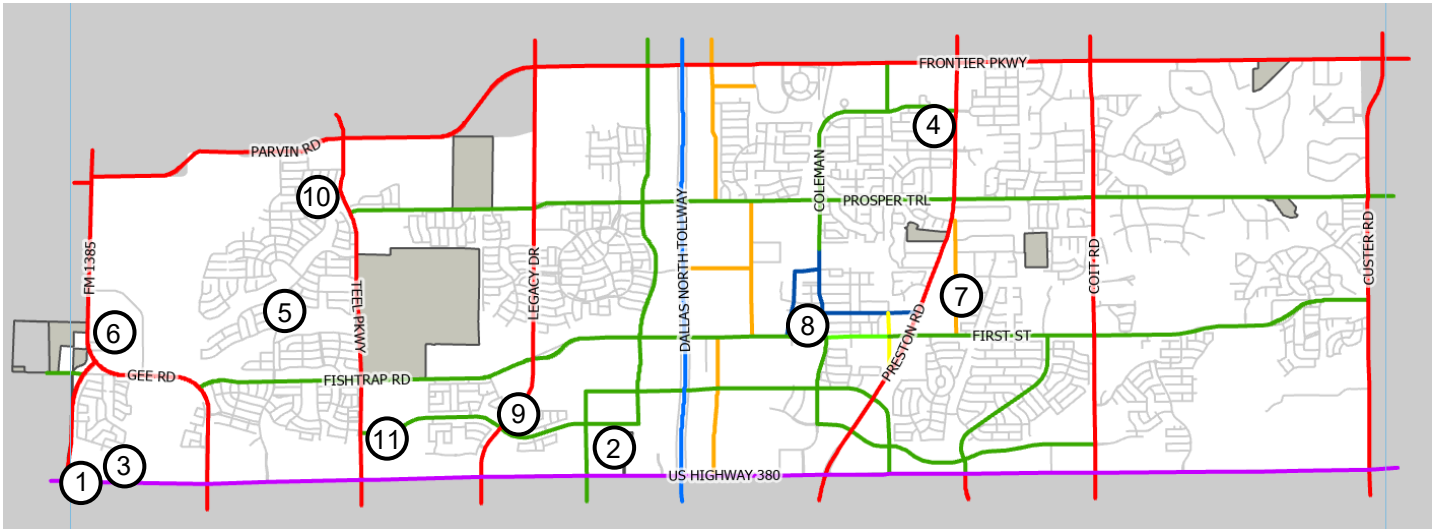 FRONTIER PKWY
4
PARVIN RD
COLEMAN
10
PROSPER TRL
DALLAS NORTH TOLLWAY
FM 1385
LEGACY DR
COIT RD
CUSTER RD
TEEL PKWY
5
7
6
8
PRESTON RD
FIRST ST
GEE RD
FISHTRAP RD
9
11
2
3
1
US HIGHWAY 380